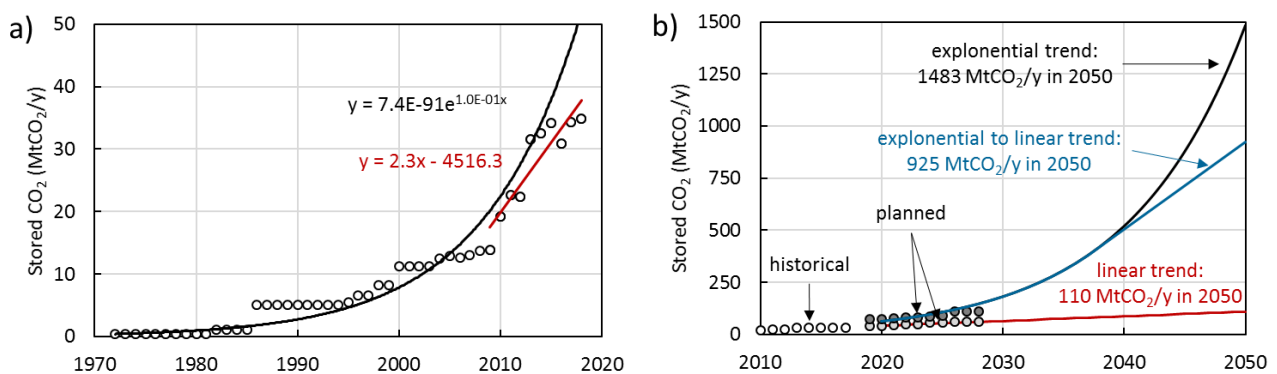 a)
50
40
30
20
10
0
Stored CO₂ (MtCO₂/y)
y = 7.4E-91e^1.0E-01x
y = 2.3x - 4516.3
1970 1980 1990 2000 2010 2020
b)
1500
1250
1000
750
500
250
0
Stored CO₂ (MtCO₂/y)
explonential trend:
1483 MtCO₂/y in 2050
explonential to linear trend:
925 MtCO₂/y in 2050
planned
historical
linear trend:
110 MtCO₂/y in 2050
2010 2020 2030 2040 2050